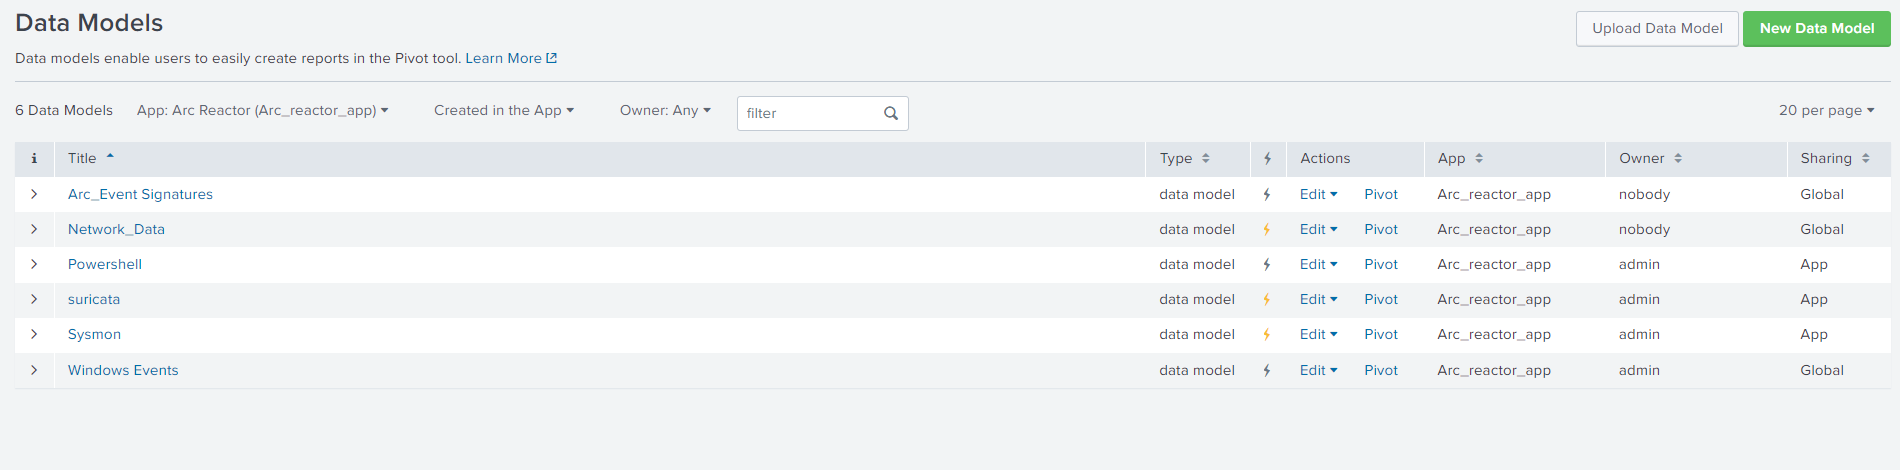 Data Models
Upload Data Model
New Data Model
Data models enable users to easily create reports in the Pivot tool. Learn More
6 Data Models App: Arc Reactor (Arc_reactor_app) Created in the App Owner: Any filter 20 per page
i Title Type Actions App Owner Sharing
Arc_Event Signatures data model Edit Pivot Arc_reactor_app nobody Global
Network_Data data model Edit Pivot Arc_reactor_app nobody Global
Powershell data model Edit Pivot Arc_reactor_app admin App
suricata data model Edit Pivot Arc_reactor_app admin App
Sysmon data model Edit Pivot Arc_reactor_app admin App
Windows Events data model Edit Pivot Arc_reactor_app admin Global